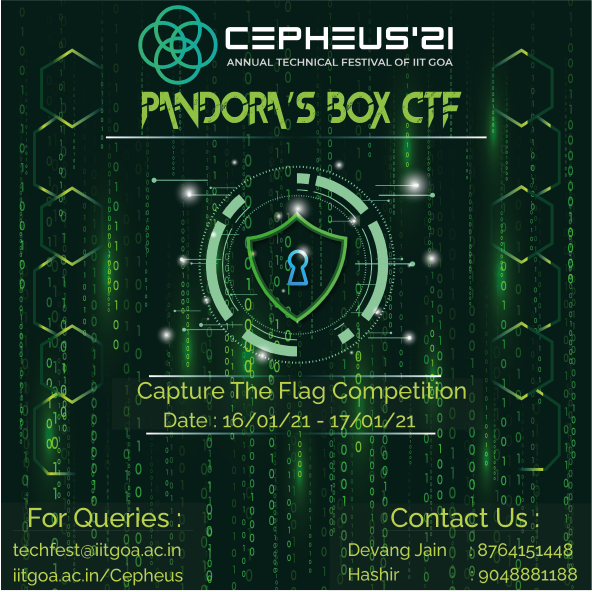 CEPHEUS'21
ANNUAL TECHNICAL FESTIVAL OF IIT GOA
PANDORA'S BOX CTF
Capture The Flag Competition
Date : 16/01/21 - 17/01/21
For Queries :
techfest@iitgoa.ac.in
iitgoa.ac.in/Cepheus
Contact Us :
Devang Jain : 8764151448
Hashir : 9048881188